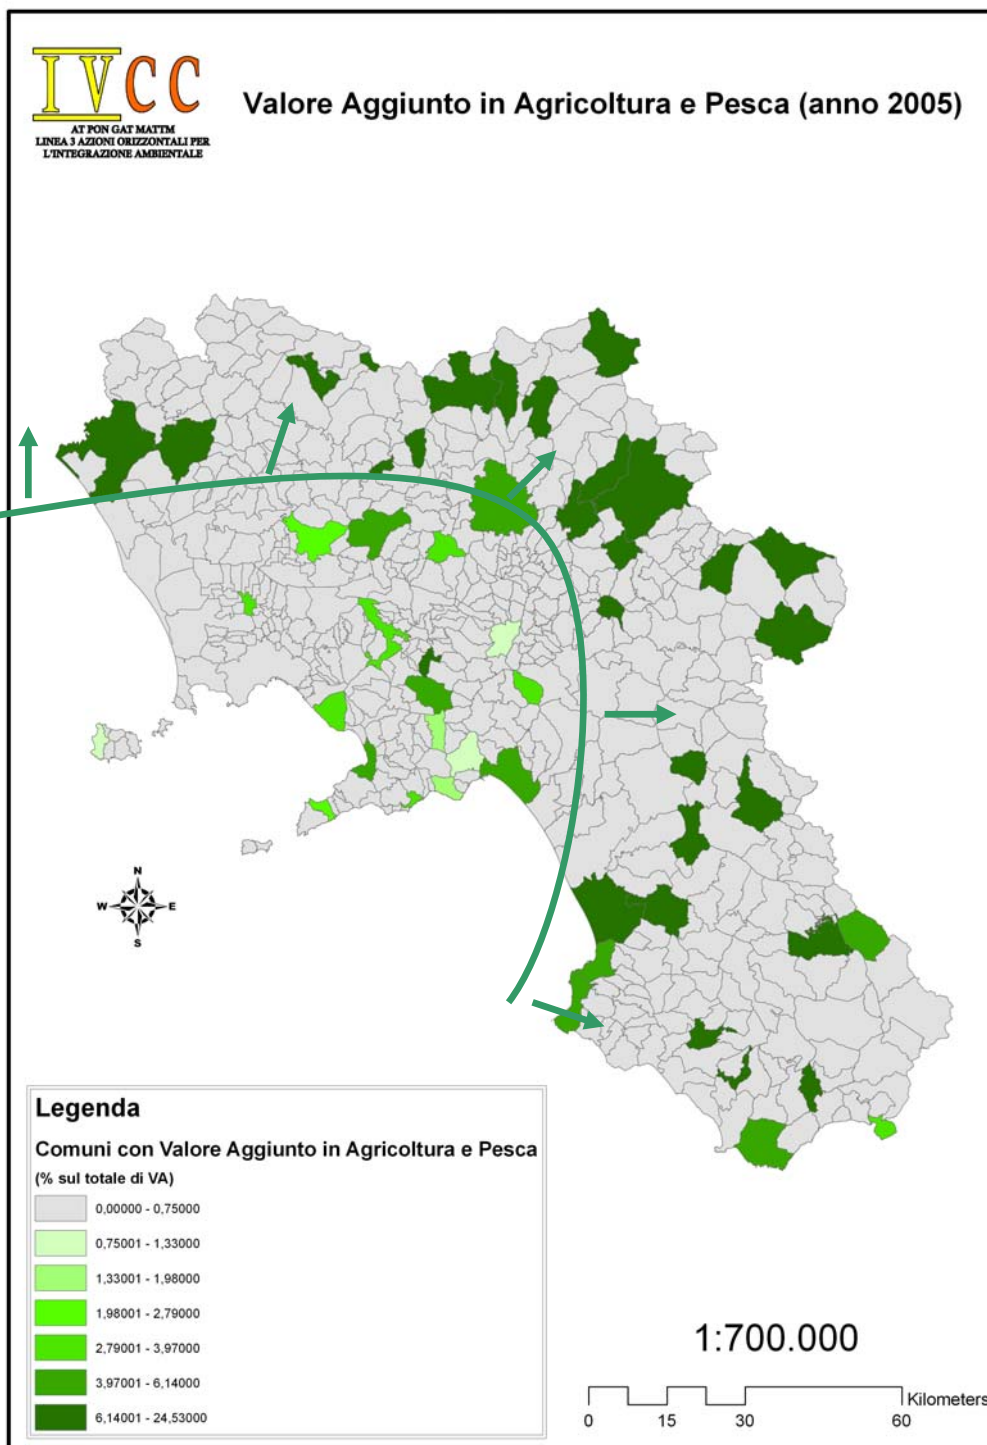 IVCC
AT PON GAT MATTM
LINEA 3 AZIONI ORIZZONTALI PER
L'INTEGRAZIONE AMBIENTALE
Valore Aggiunto in Agricoltura e Pesca (anno 2005)
N
W E
S
Legenda
Comuni con Valore Aggiunto in Agricoltura e Pesca
(% sul totale di VA)
0,00000 - 0,75000
0,75001 - 1,33000
1,33001 - 1,98000
1,98001 - 2,79000
2,79001 - 3,97000
3,97001 - 6,14000
6,14001 - 24,53000
1:700.000
Kilometers
0 15 30 60